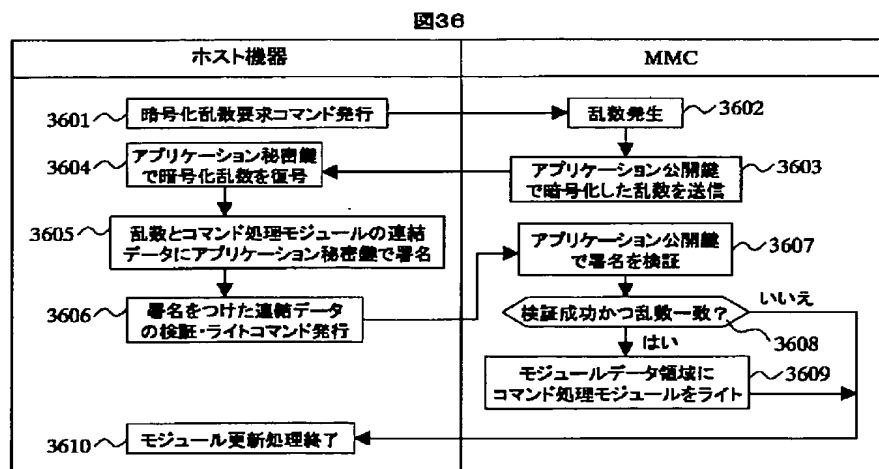 図36
ホスト機器
MMC
3601
暗号化乱数要求コマンド発行
乱数発生
3602
3604
アプリケーション秘密鍵
で暗号化乱数を復号
アプリケーション公開鍵
で暗号化した乱数を送信
3603
3605
乱数とコマンド処理モジュールの連結
データにアプリケーション秘密鍵で署名
アプリケーション公開鍵
で署名を検証
3607
3606
署名をつけた連結データ
の検証・ライトコマンド発行
検証成功かつ乱数一致?
いいえ
3608
はい
モジュールデータ領域に
コマンド処理モジュールをライト
3609
3610
モジュール更新処理終了